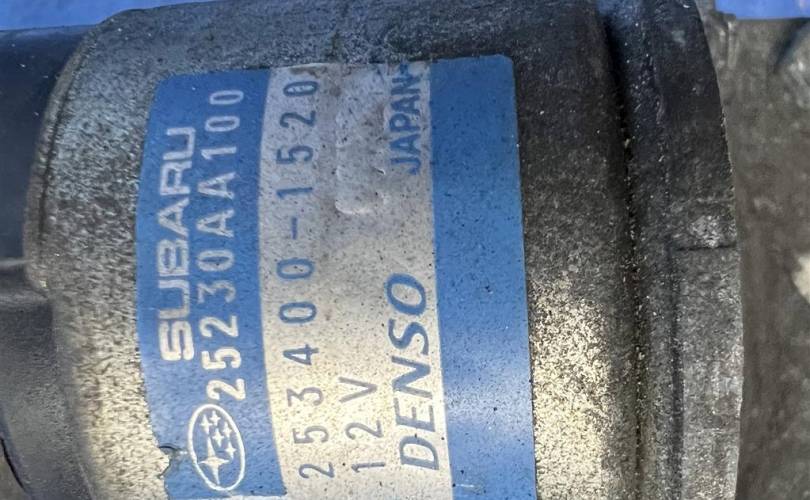 SUBARU
25230AA100
253400-1520
12V
DENSO JAPAN